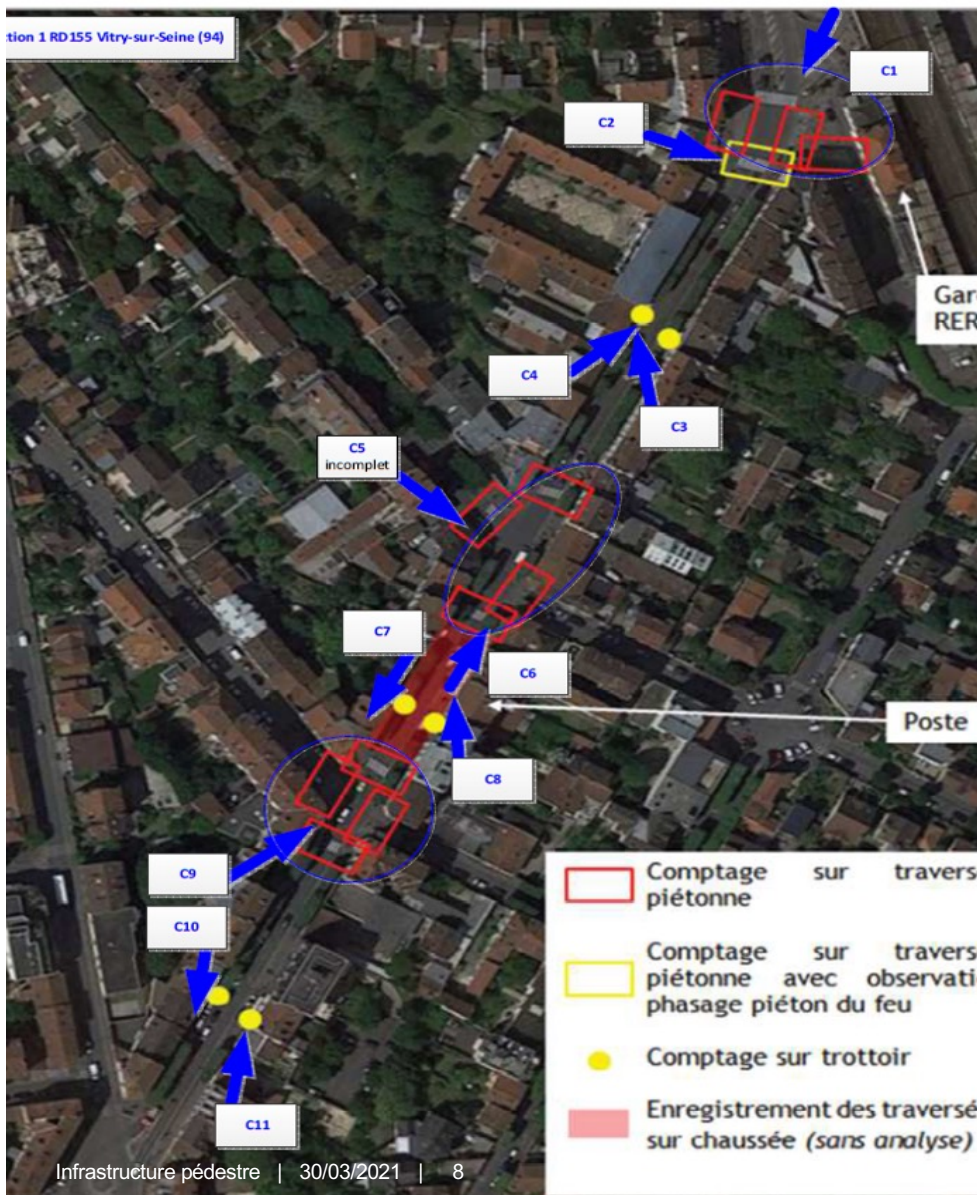 ction 1 RD155 Vitry-sur-Seine (94)
C1
C2
Gar
RER
C4
C3
C5
incomplet
C7
C6
Poste
C8
C9
C10
C11
Comptage sur travers
piétonne
Comptage sur travers
piétonne avec observati
phasage piéton du feu
Comptage sur trottoir
Enregistrement des traversé
sur chaussée (sans analyse)
Infrastructure pédestre | 30/03/2021 | 8